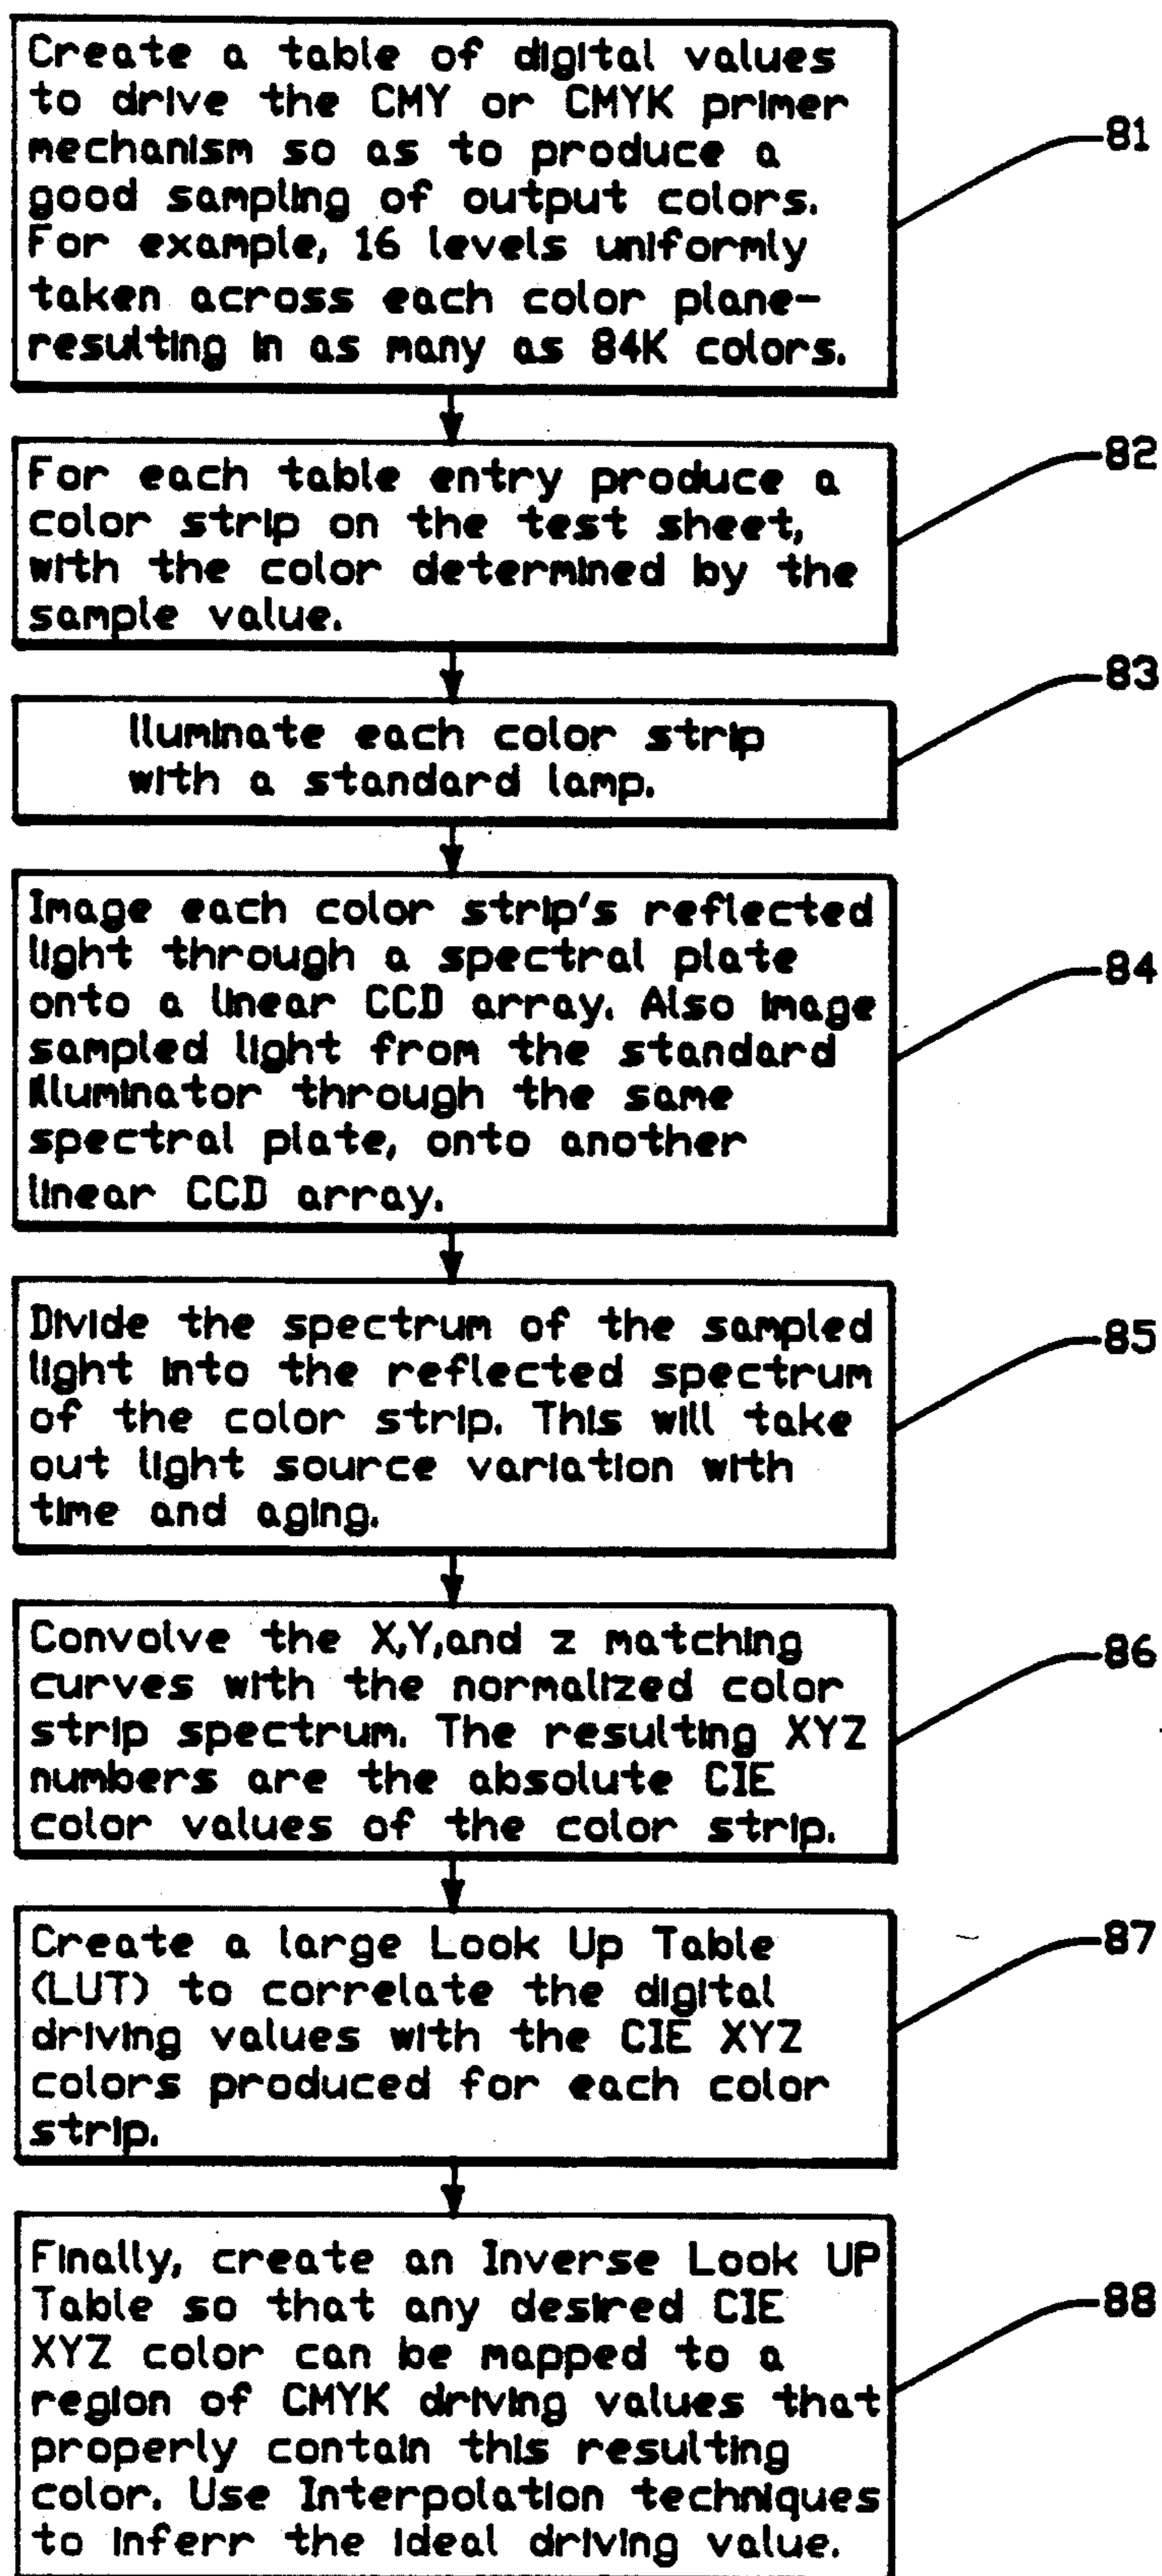 Create a table of digital values
to drive the CMY or CMYK primer
mechanism so as to produce a
good sampling of output colors.
For example, 16 levels uniformly
taken across each color plane-
resulting in as many as 84K colors.
81
For each table entry produce a
color strip on the test sheet,
with the color determined by the
sample value.
82
Iluminate each color strip
with a standard lamp.
83
Image each color strip's reflected
light through a spectral plate
onto a linear CCD array. Also image
sampled light from the standard
illuminator through the same
spectral plate, onto another
linear CCD array.
84
Divide the spectrum of the sampled
light into the reflected spectrum
of the color strip. This will take
out light source variation with
time and aging.
85
Convolve the X,Y,and z matching
curves with the normalized color
strip spectrum. The resulting XYZ
numbers are the absolute CIE
color values of the color strip.
86
Create a large Look Up Table
(LUT) to correlate the digital
driving values with the CIE XYZ
colors produced for each color
strip.
87
Finally, create an Inverse Look UP
Table so that any desired CIE
XYZ color can be mapped to a
region of CMYK driving values that
properly contain this resulting
color. Use Interpolation techniques
to inferr the ideal driving value.
88